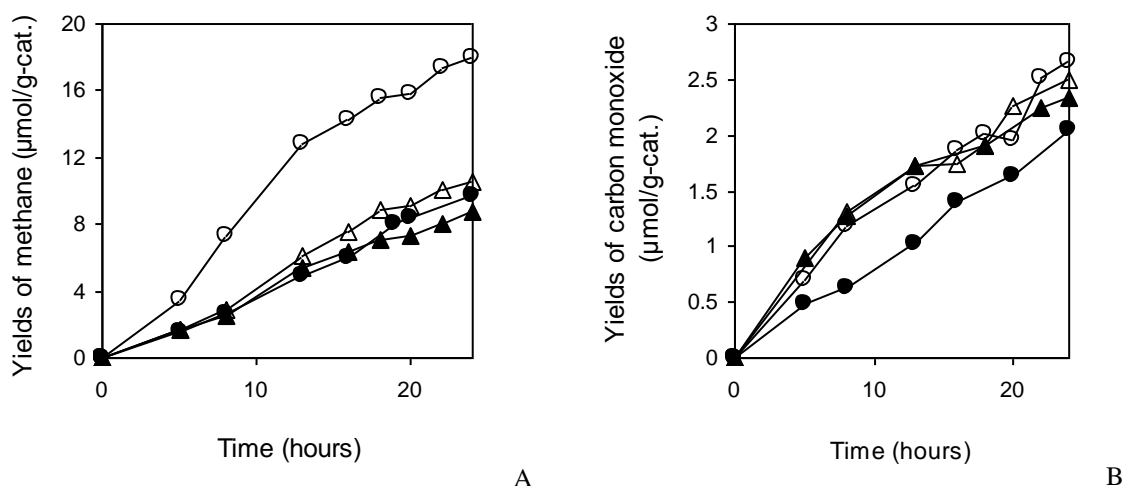 Yields of methane (µmol/g-cat.)
20
16
12
8
4
0
0 10 20
Time (hours)
A
Yields of carbon monoxide
(µmol/g-cat.)
3
2.5
2
1.5
1
0.5
0
0 10 20
Time (hours)
B